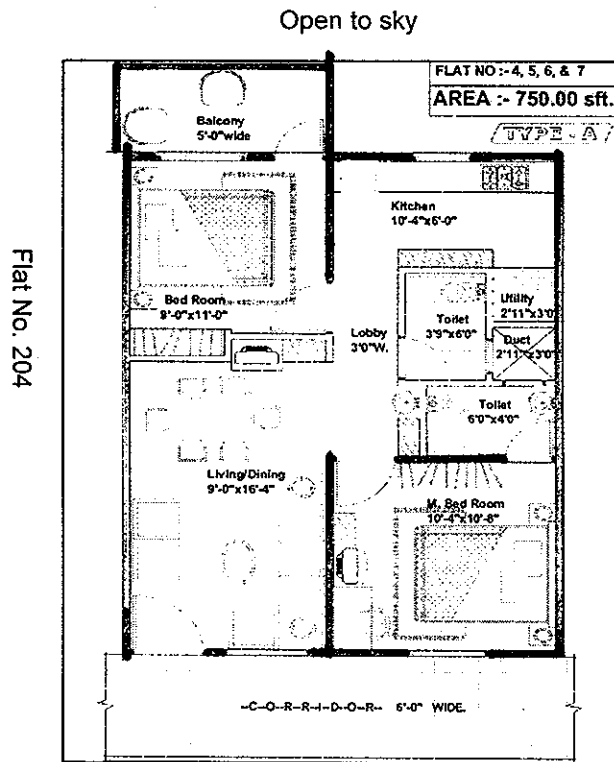 Open to sky
FLAT NO :- 4, 5, 6, & 7
AREA :- 750.00 sft.
TYPE - A
Balcony
5'-0"wide
Kitchen
10'-4"x6'-0"
Flat No. 204
Bed Room
9'-0"x11'-0"
Lobby
3'0"W.
Toilet
3'9"x6'0"
Utility
2'11"x3'0"
Duct
2'11"x3'0"
Toilet
6'0"x4'0"
Living/Dining
9'-0"x16'-4"
M. Bed Room
10'-4"x10'-8"
-C--O--R--R--I--D--O--R-- 6'-0" WIDE.